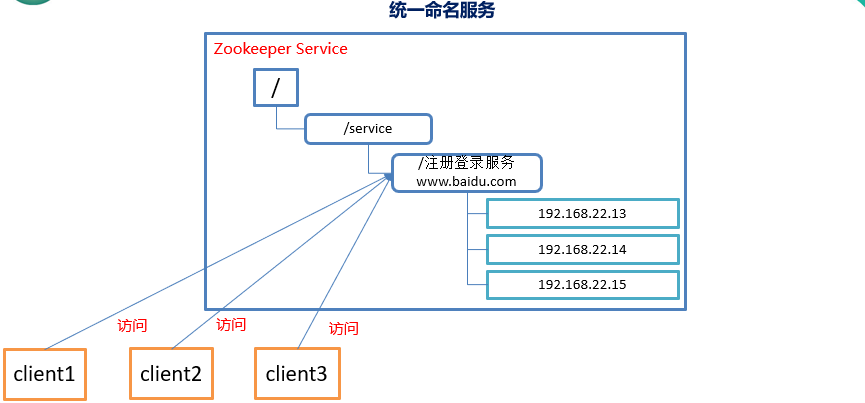 统一命名服务
Zookeeper Service
/
/service
/注册登录服务
www.baidu.com
192.168.22.13
192.168.22.14
192.168.22.15
访问
访问
访问
client1
client2
client3